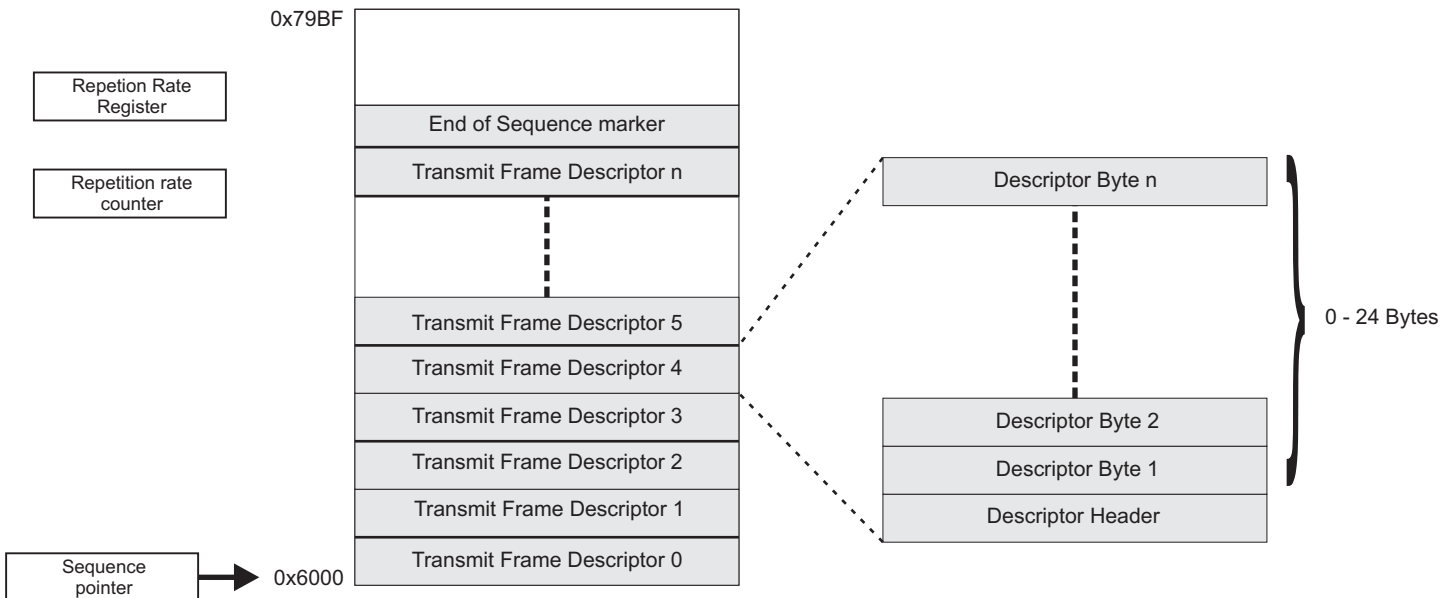 0x79BF
Repetion Rate
Register
End of Sequence marker
Transmit Frame Descriptor n
Repetition rate
counter
Transmit Frame Descriptor 5
Transmit Frame Descriptor 4
Transmit Frame Descriptor 3
Transmit Frame Descriptor 2
Transmit Frame Descriptor 1
Transmit Frame Descriptor 0
Sequence
pointer
0x6000
Descriptor Byte n
Descriptor Byte 2
Descriptor Byte 1
Descriptor Header
0 - 24 Bytes